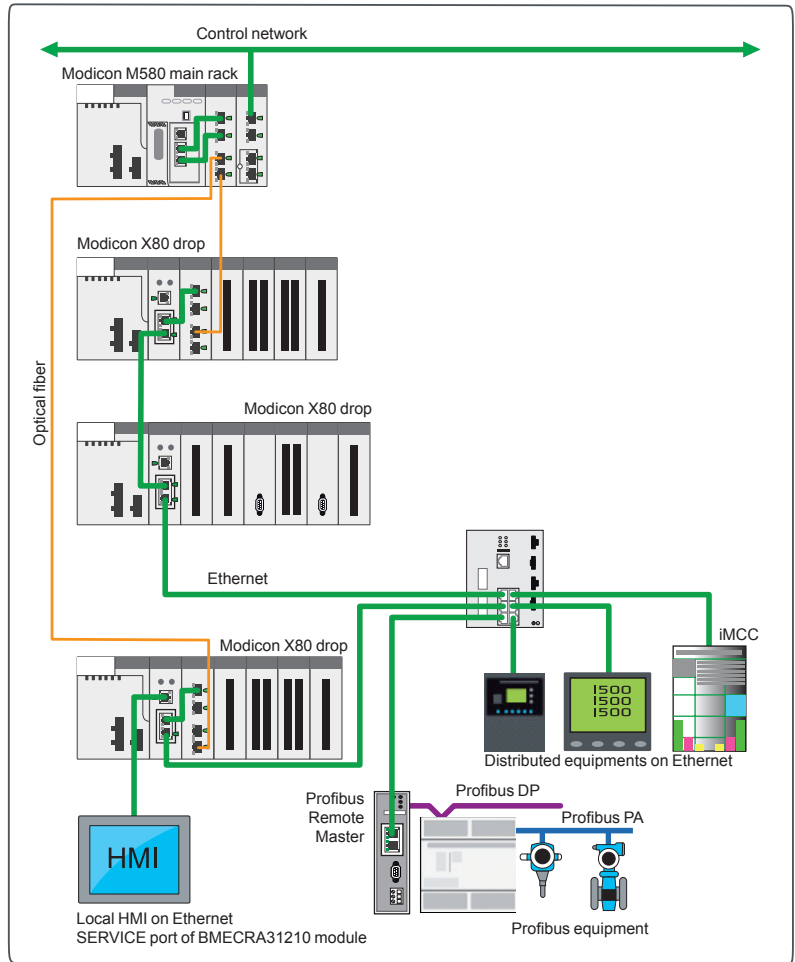 Control network
Modicon M580 main rack
Modicon X80 drop
Optical fiber
Modicon X80 drop
Ethernet
Modicon X80 drop
iMCC
1500
1500
1500
Distributed equipments on Ethernet
Profibus
Remote
Master
Profibus DP
Profibus PA
HMI
Local HMI on Ethernet
SERVICE port of BMECRA31210 module
Profibus equipment